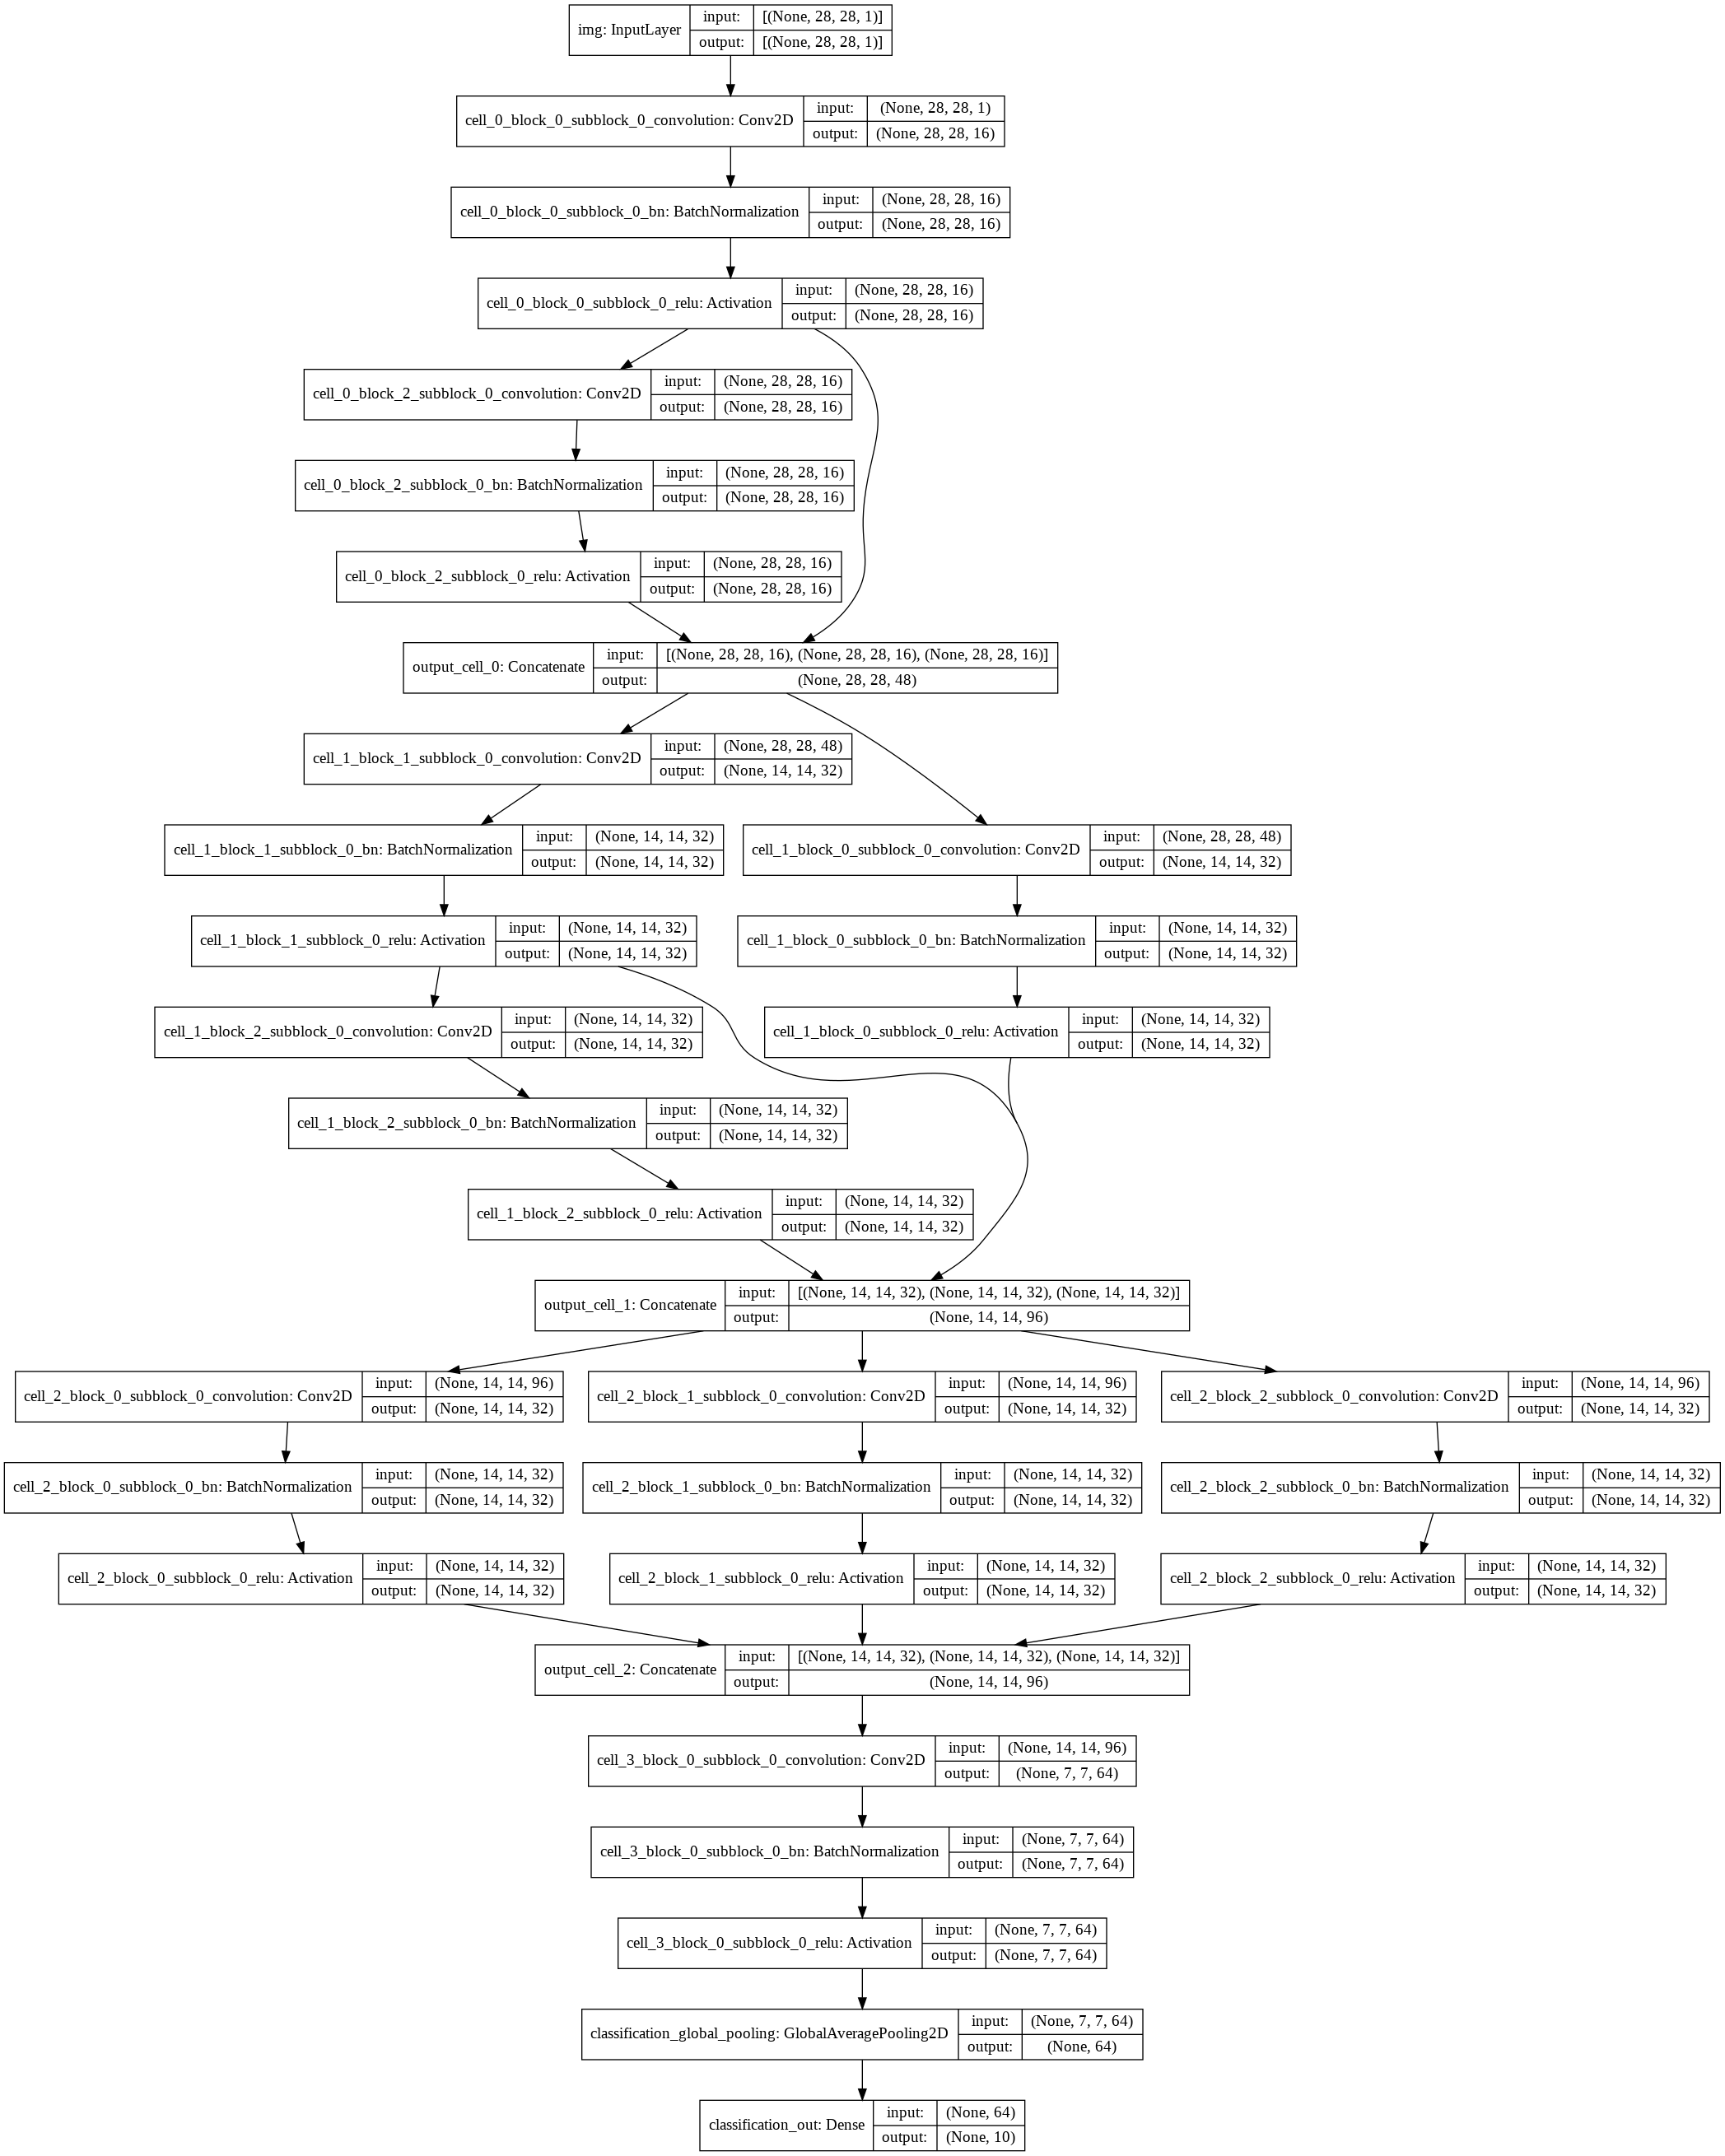 img: InputLayer
input: [(None, 28, 28, 1)]
output: [(None, 28, 28, 1)]
cell_0_block_0_subblock_0_convolution: Conv2D
input: (None, 28, 28, 1)
output: (None, 28, 28, 16)
cell_0_block_0_subblock_0_bn: BatchNormalization
input: (None, 28, 28, 16)
output: (None, 28, 28, 16)
cell_0_block_0_subblock_0_relu: Activation
input: (None, 28, 28, 16)
output: (None, 28, 28, 16)
cell_0_block_2_subblock_0_convolution: Conv2D
input: (None, 28, 28, 16)
output: (None, 28, 28, 16)
cell_0_block_2_subblock_0_bn: BatchNormalization
input: (None, 28, 28, 16)
output: (None, 28, 28, 16)
cell_0_block_2_subblock_0_relu: Activation
input: (None, 28, 28, 16)
output: (None, 28, 28, 16)
output_cell_0: Concatenate
input: [(None, 28, 28, 16), (None, 28, 28, 16), (None, 28, 28, 16)]
output: (None, 28, 28, 48)
cell_1_block_1_subblock_0_convolution: Conv2D
input: (None, 28, 28, 48)
output: (None, 14, 14, 32)
cell_1_block_1_subblock_0_bn: BatchNormalization
input: (None, 14, 14, 32)
output: (None, 14, 14, 32)
cell_1_block_0_subblock_0_convolution: Conv2D
input: (None, 28, 28, 48)
output: (None, 14, 14, 32)
cell_1_block_1_subblock_0_relu: Activation
input: (None, 14, 14, 32)
output: (None, 14, 14, 32)
cell_1_block_0_subblock_0_bn: BatchNormalization
input: (None, 14, 14, 32)
output: (None, 14, 14, 32)
cell_1_block_2_subblock_0_convolution: Conv2D
input: (None, 14, 14, 32)
output: (None, 14, 14, 32)
cell_1_block_0_subblock_0_relu: Activation
input: (None, 14, 14, 32)
output: (None, 14, 14, 32)
cell_1_block_2_subblock_0_bn: BatchNormalization
input: (None, 14, 14, 32)
output: (None, 14, 14, 32)
cell_1_block_2_subblock_0_relu: Activation
input: (None, 14, 14, 32)
output: (None, 14, 14, 32)
output_cell_1: Concatenate
input: [(None, 14, 14, 32), (None, 14, 14, 32), (None, 14, 14, 32)]
output: (None, 14, 14, 96)
cell_2_block_0_subblock_0_convolution: Conv2D
input: (None, 14, 14, 96)
output: (None, 14, 14, 32)
cell_2_block_1_subblock_0_convolution: Conv2D
input: (None, 14, 14, 96)
output: (None, 14, 14, 32)
cell_2_block_2_subblock_0_convolution: Conv2D
input: (None, 14, 14, 96)
output: (None, 14, 14, 32)
cell_2_block_0_subblock_0_bn: BatchNormalization
input: (None, 14, 14, 32)
output: (None, 14, 14, 32)
cell_2_block_1_subblock_0_bn: BatchNormalization
input: (None, 14, 14, 32)
output: (None, 14, 14, 32)
cell_2_block_2_subblock_0_bn: BatchNormalization
input: (None, 14, 14, 32)
output: (None, 14, 14, 32)
cell_2_block_0_subblock_0_relu: Activation
input: (None, 14, 14, 32)
output: (None, 14, 14, 32)
cell_2_block_1_subblock_0_relu: Activation
input: (None, 14, 14, 32)
output: (None, 14, 14, 32)
cell_2_block_2_subblock_0_relu: Activation
input: (None, 14, 14, 32)
output: (None, 14, 14, 32)
output_cell_2: Concatenate
input: [(None, 14, 14, 32), (None, 14, 14, 32), (None, 14, 14, 32)]
output: (None, 14, 14, 96)
cell_3_block_0_subblock_0_convolution: Conv2D
input: (None, 14, 14, 96)
output: (None, 7, 7, 64)
cell_3_block_0_subblock_0_bn: BatchNormalization
input: (None, 7, 7, 64)
output: (None, 7, 7, 64)
cell_3_block_0_subblock_0_relu: Activation
input: (None, 7, 7, 64)
output: (None, 7, 7, 64)
classification_global_pooling: GlobalAveragePooling2D
input: (None, 7, 7, 64)
output: (None, 64)
classification_out: Dense
input: (None, 64)
output: (None, 10)